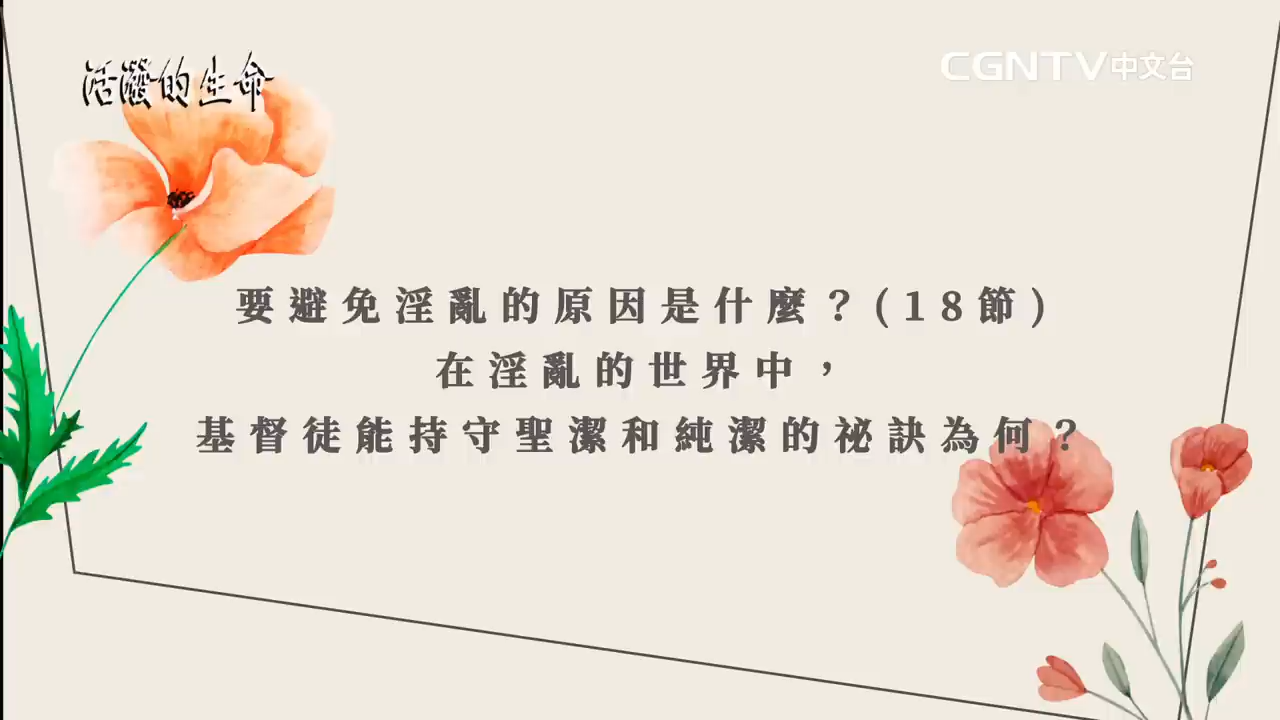 活潑的生命
CGNTV中文台
要避免淫亂的原因是什麼？(18節)
在淫亂的世界中，
基督徒能持守聖潔和純潔的祕訣為何？